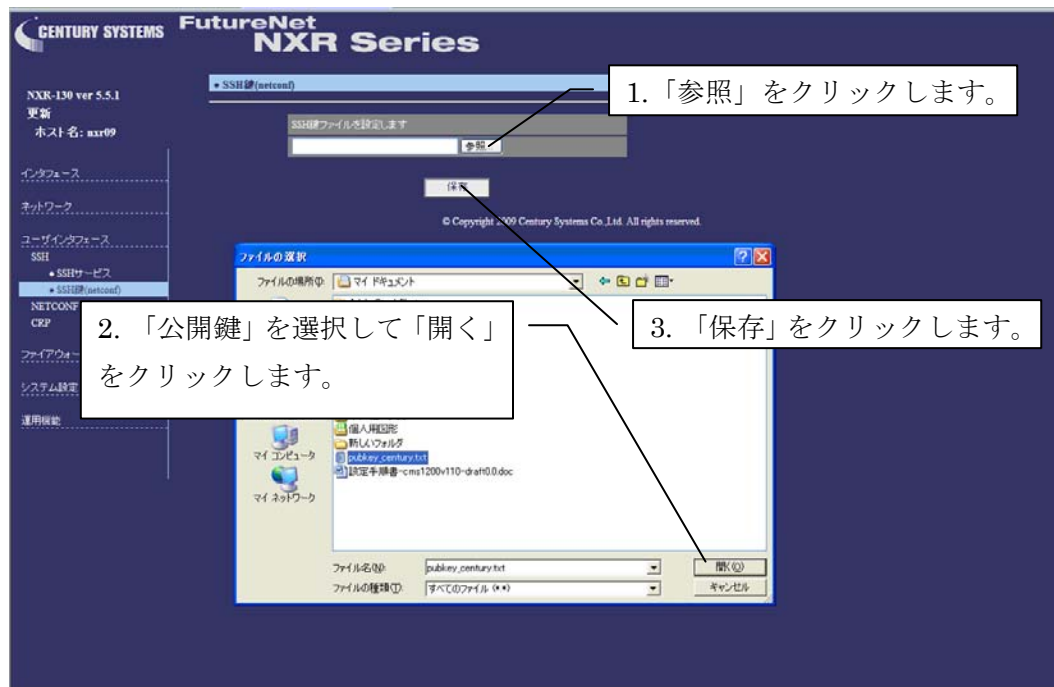 CENTURY SYSTEMS
FutureNet
NXR Series
NXR-130 ver 5.5.1
更新
ホスト名: nxr09
インタフェース
ネットワーク
ユーザインタフェース
SSH
• SSHサービス
• SSH鍵(netconf)
NETCONF
CRP
ファイアウォー
システム設定
運用機能
• SSH鍵(netconf)
SSH鍵ファイルを設定します
参照...
保存
© Copyright 2009 Century Systems Co.,Ltd. All rights reserved.
1.「参照」をクリックします。
ファイルの選択
ファイルの場所(I):
マイ ドキュメント
2. 「公開鍵」を選択して「開く」
をクリックします。
3. 「保存」をクリックします。
個人用図形
新しいフォルダ
pubkey_century.txt
設定手順書-cms1200v110-draft0.0.doc
マイ コンピュータ
マイ ネットワーク
ファイル名(N):
pubkey_century.txt
開く(O)
ファイルの種類(T):
すべてのファイル (*.*)
キャンセル